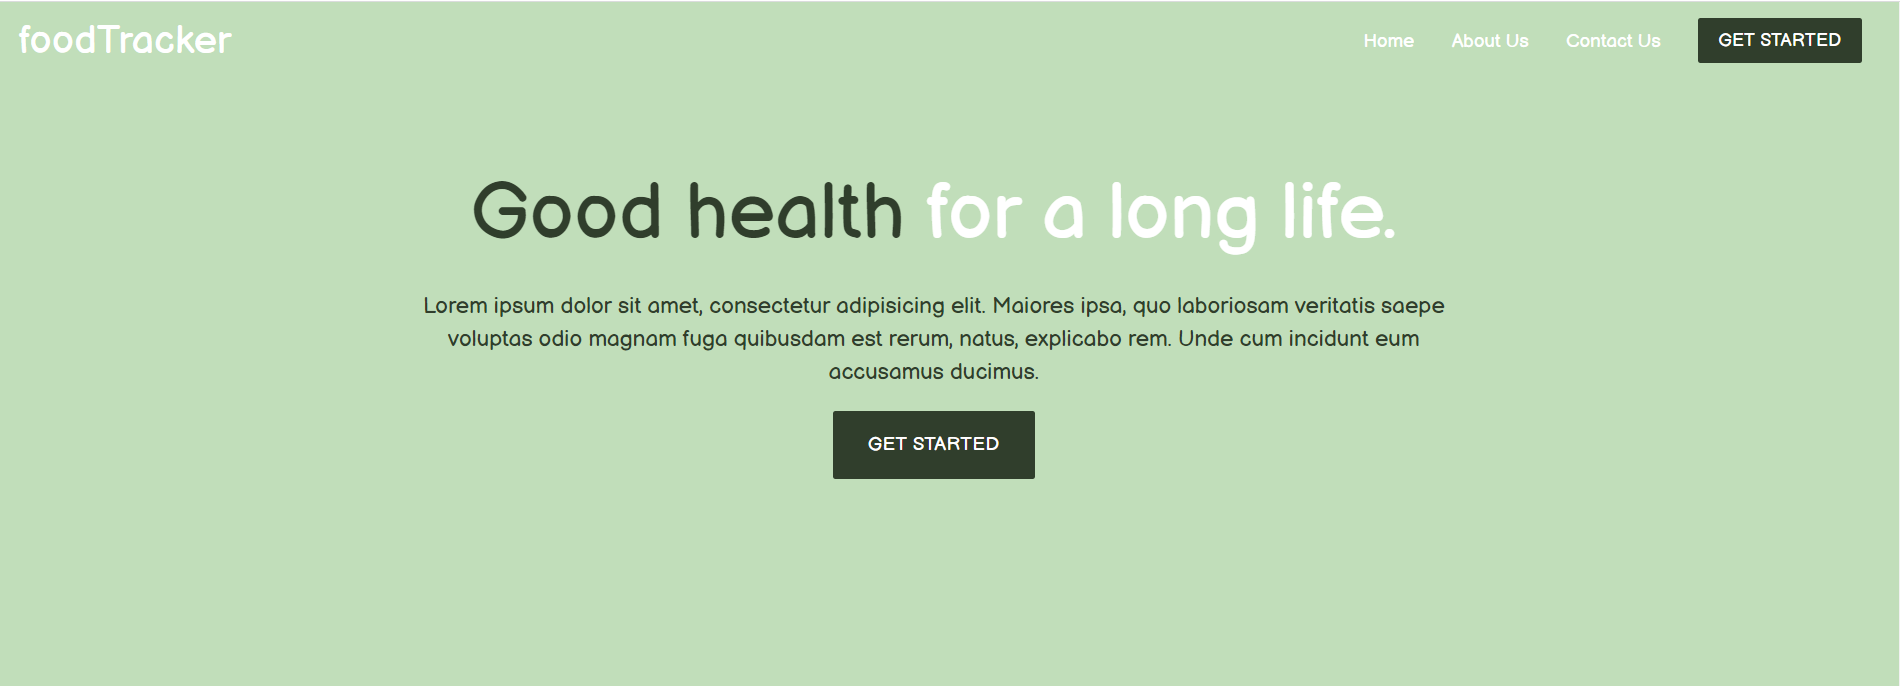 foodTracker
Home About Us Contact Us GET STARTED
Good health for a long life.
Lorem ipsum dolor sit amet, consectetur adipisicing elit. Maiores ipsa, quo laboriosam veritatis saepe
voluptas odio magnam fuga quibusdam est rerum, natus, explicabo rem. Unde cum incidunt eum
accusamus ducimus.
GET STARTED